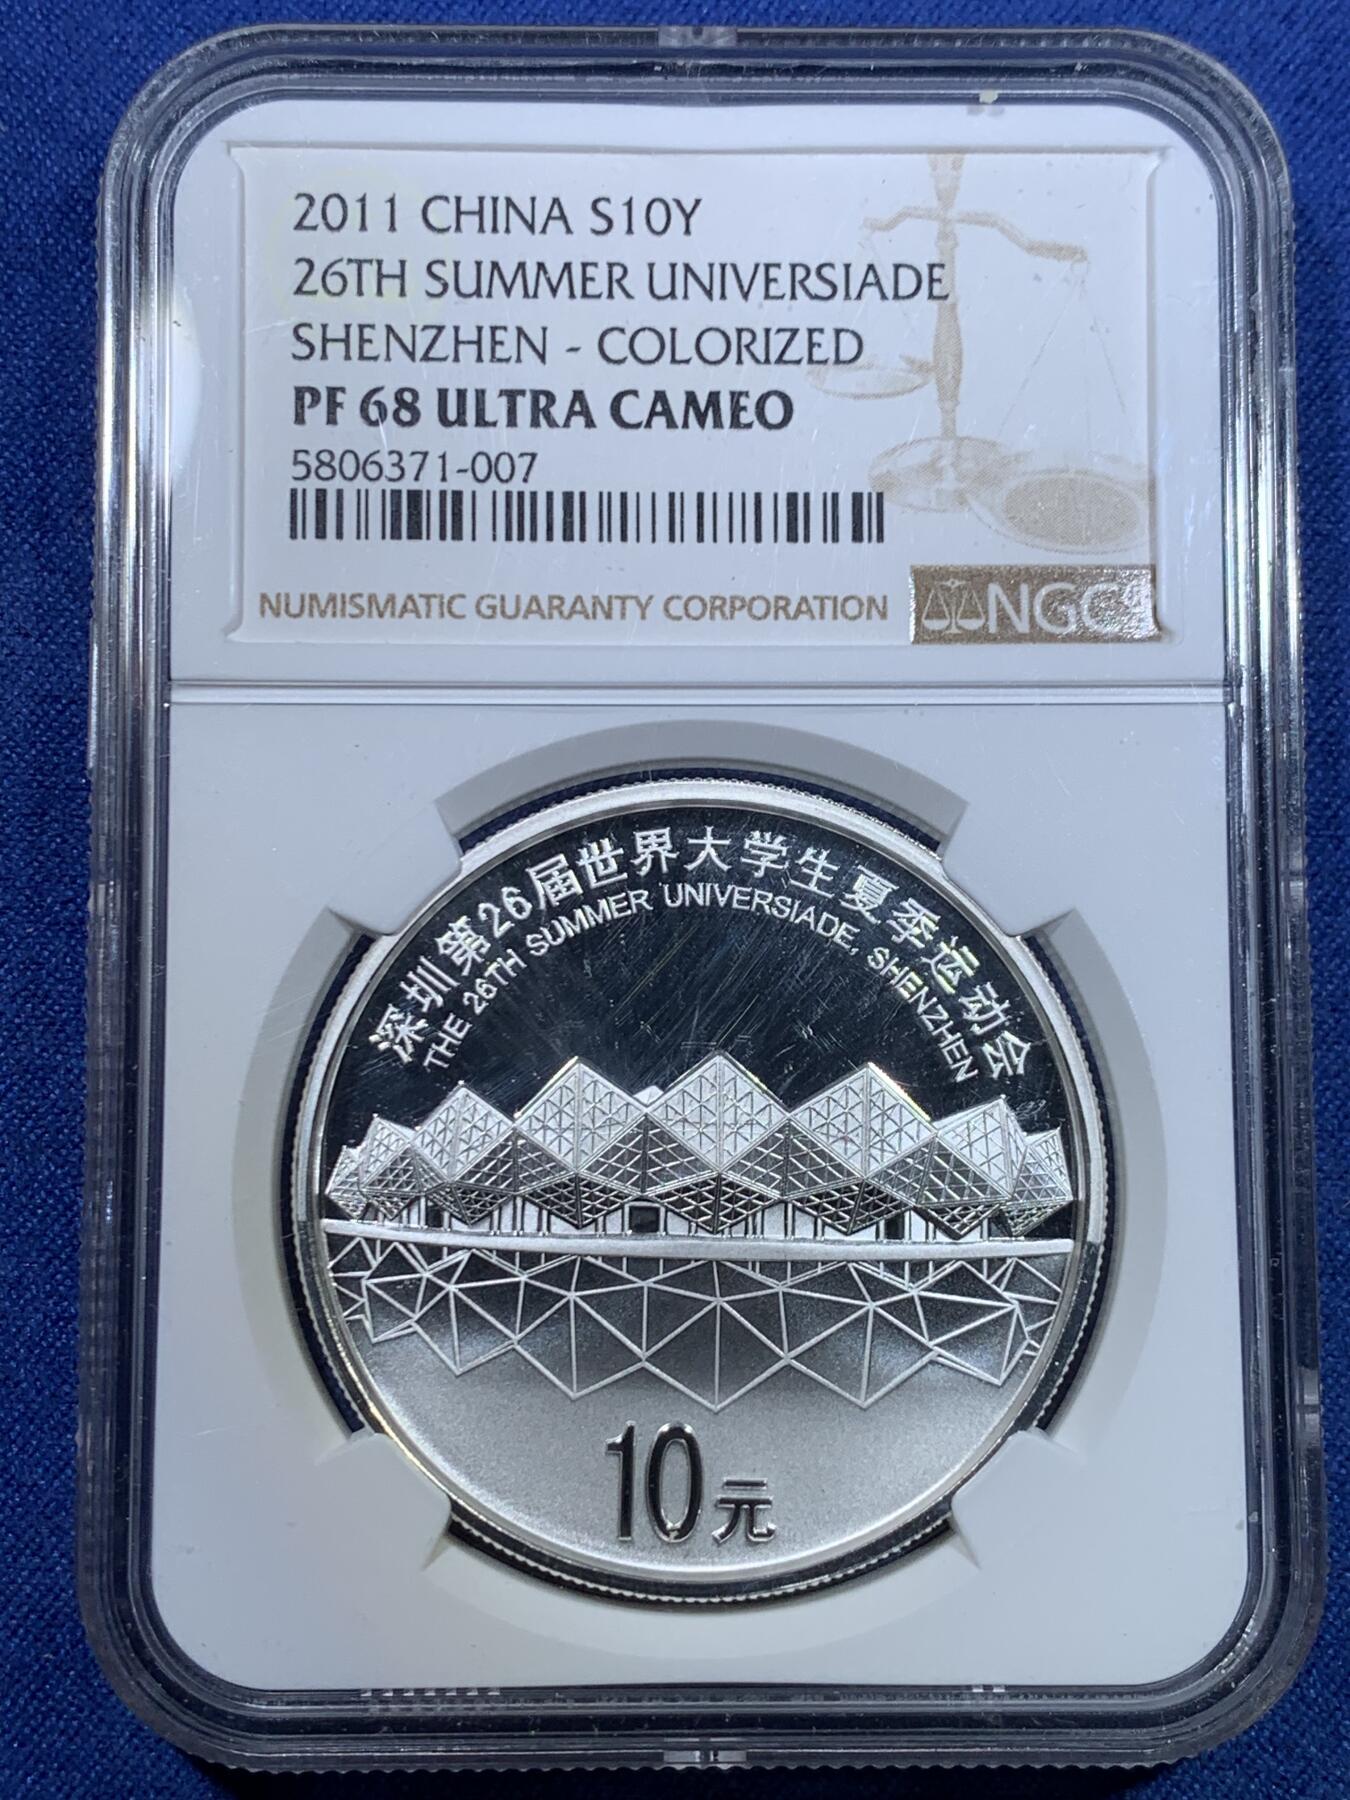 2011 CHINA S10Y
26TH SUMMER UNIVERSIADE
SHENZHEN - COLORIZED
PF 68 ULTRA CAMEO
5806371-007
NUMISMATIC GUARANTY CORPORATION
NGC
深圳第26届世界大学生夏季运动会
THE 26TH SUMMER UNIVERSIADE, SHENZHEN
10元